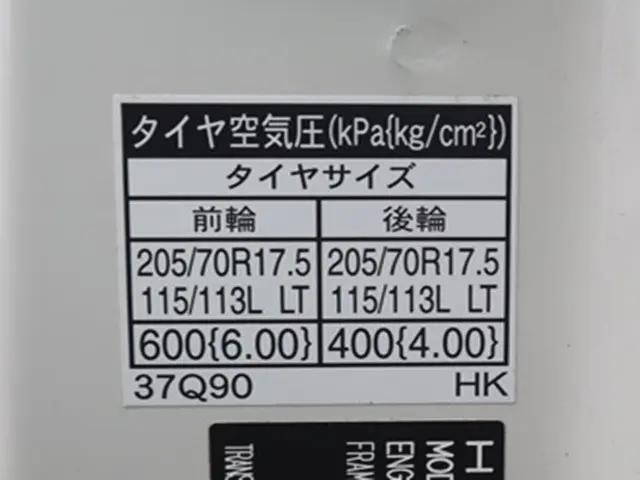 タイヤ空気圧(kPa{kg/cm²})
タイヤサイズ
前輪 後輪
205/70R17.5 205/70R17.5
115/113L LT 115/113L LT
600{6.00} 400{4.00}
37Q90 HK
H
MOD
ENG
FRAM
TRANS